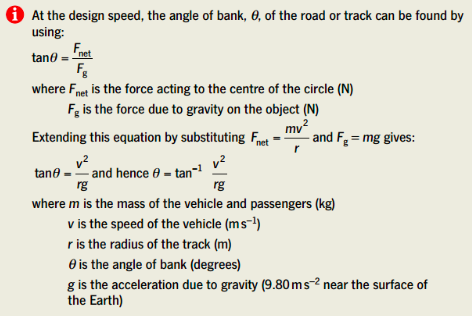 i At the design speed, the angle of bank, θ, of the road or track can be found by
using:
tanθ = F_net / F_g
where F_net is the force acting to the centre of the circle (N)
F_g is the force due to gravity on the object (N)
Extending this equation by substituting F_net = mv² / r and F_g = mg gives:
tanθ = v² / rg and hence θ = tan⁻¹ v² / rg
where m is the mass of the vehicle and passengers (kg)
v is the speed of the vehicle (m s⁻¹)
r is the radius of the track (m)
θ is the angle of bank (degrees)
g is the acceleration due to gravity (9.80 m s⁻² near the surface of
the Earth)